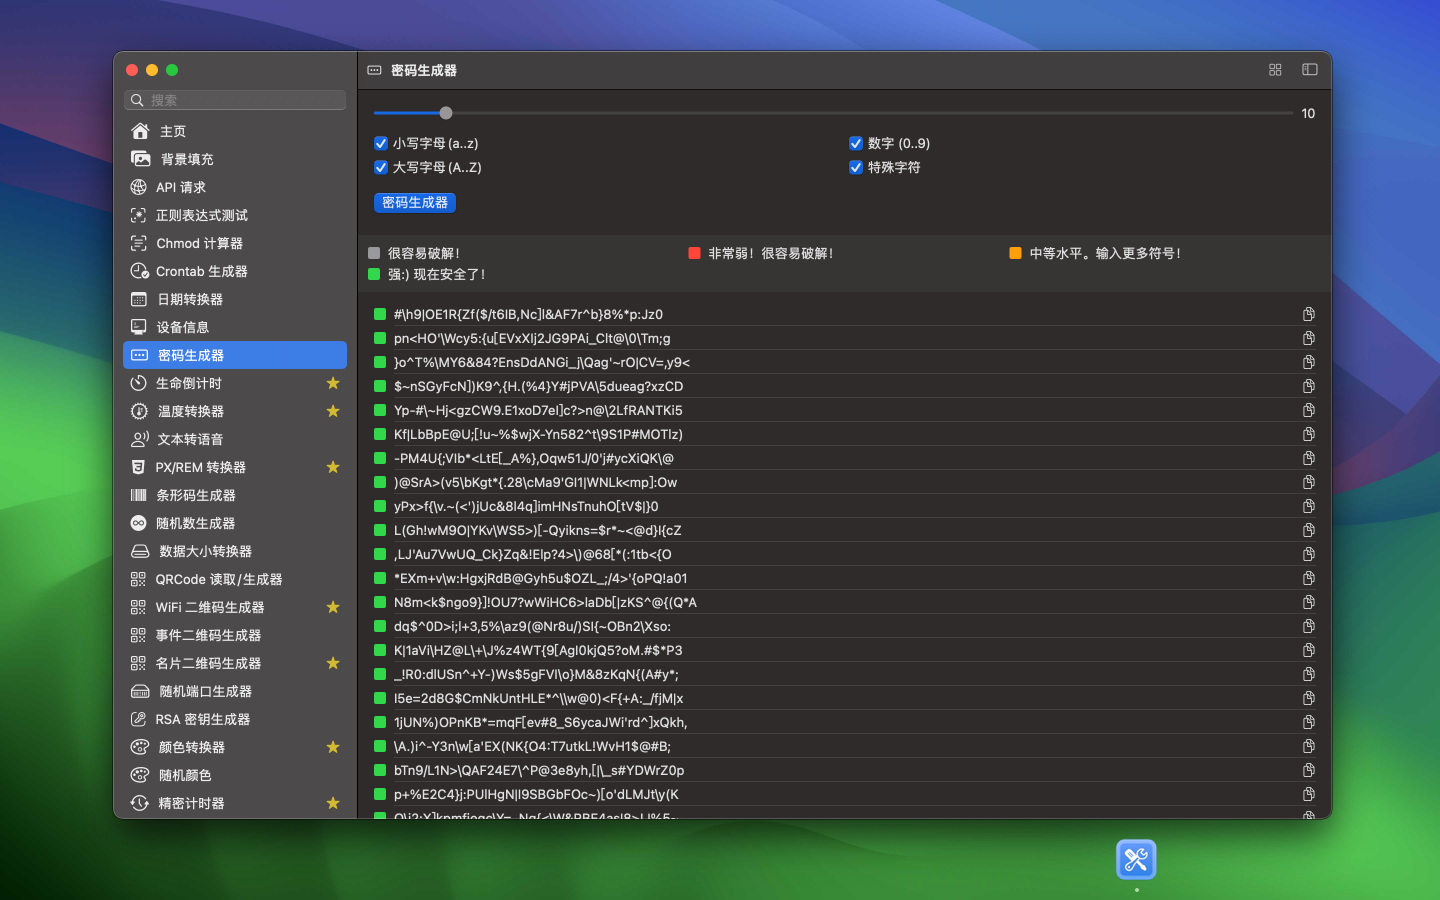 密码生成器
搜索
主页
背景填充
API 请求
正则表达式测试
Chmod 计算器
Crontab 生成器
日期转换器
设备信息
密码生成器
生命倒计时
温度转换器
文本转语音
PX/REM 转换器
条形码生成器
随机数生成器
数据大小转换器
QRCode 读取/生成器
WiFi 二维码生成器
事件二维码生成器
名片二维码生成器
随机端口生成器
RSA 密钥生成器
颜色转换器
随机颜色
精密计时器
10
小写字母(a..z)
数字 (0..9)
大写字母(A..Z)
特殊字符
密码生成器
很容易破解！
非常弱！很容易破解！
中等水平。输入更多符号！
强:) 现在安全了！
#\h9|OE1R{Zf($/t6IB,Nc]l&AF7r^b}8%*p:Jz0
pn<HO'\Wcy5:{u[EVxXlj2JG9PAi_CIt@\0\Tm;g
}o^T%\MY6&84?EnsDdANGi_j\Qag'~rO|CV=,y9<
$~nSGyFcN])K9^,{H.(%4}Y#jPVA\5dueag?xzCD
Yp-#\~Hj<gzCW9.E1xoD7eI]c?>n@\2LfRANTKi5
Kf|LbBpE@U;[!u~%$wjX-Yn582^t\9S1P#MOTlz)
-PM4U{;VIb*<LtE[_A%},Oqw51J/0'j#ycXiQK\@
)@SrA>(v5\bKgt*{.28\cMa9'GI1|WNLk<mp]:Ow
yPx>f{\v.~(<')jUc&8l4q]imHNsTnuhO[tV$|}0
L(Gh!wM9O|YKv\WS5>)[-Qyikns=$r*~<@d}I{cZ
,LJ'Au7VwUQ_Ck}Zq&!EIp?4>\)@68[*(:1tb<{O
*EXm+v\w:HgxjRdB@Gyh5u$OZL_;/4>'{oPQ!a01
N8m<k$ngo9}]!OU7?wWiHC6>IaDb[|zKS^@{(Q*A
dq$^0D>i;l+3,5%\az9(@Nr8u/)SI{~OBn2\Xso:
K|1aVi\HZ@L\+\J%z4WT{9[AgI0kjQ5?oM.#$*P3
_!R0:dlUSn^+Y-)Ws$5gFVI\o}M&8zKqN{(A#y*;
I5e=2d8G$CmNkUntHLE*^\\w@0)<F{+A:_/fjM|x
1jUN%)OPnKB*=mqF[ev#8_S6ycaJWi'rd^]xQkh,
\A.)i^-Y3n\w[a'EX(NK{O4:T7utkL!WvH1$@#B;
bTn9/L1N>\QAF24E7\^P@3e8yh,[|\_s#YDWrZ0p
p+%E2C4}j:PUlHgN|I9SBGbFOc~)[o'dLMJt\y(K